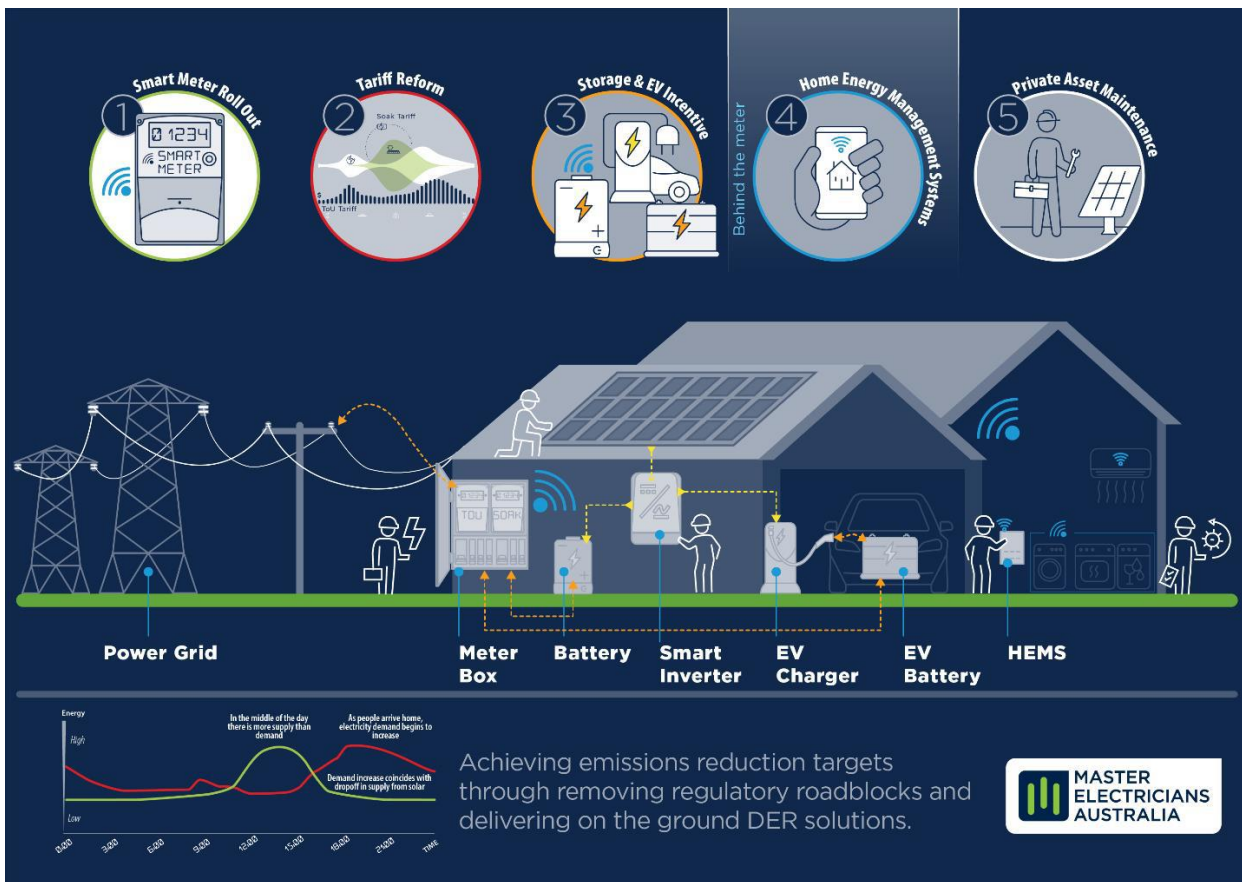 1
Smart Meter Roll Out
0 1234
SMART
METER
2
Tariff Reform
Soak Tariff
$
ToU Tariff
3
Storage & EV Incentive
Behind the meter
4
Home Energy Management Systems
5
Private Asset Maintenance
TOU
SOAK
Power Grid
Meter
Box
Battery
Smart
Inverter
EV
Charger
EV
Battery
HEMS
Energy
High
Low
In the middle of the day
there is more supply than
demand
As people arrive home,
electricity demand begins to
increase
Demand increase coincides with
dropoff in supply from solar
0:00
3:00
6:00
9:00
12:00
15:00
18:00
21:00
TIME
Achieving emissions reduction targets
through removing regulatory roadblocks and
delivering on the ground DER solutions.
MASTER
ELECTRICIANS
AUSTRALIA